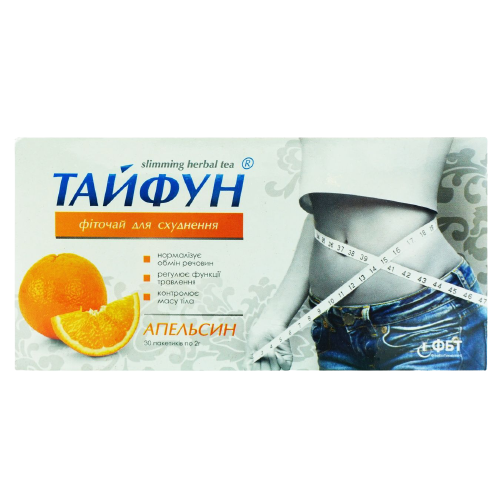 slimming herbal tea ®
ТАЙФУН
фіточай для схуднення
нормалізує
обмін речовин
регулює функції
травлення
контролює
масу тіла
АПЕЛЬСИН
30 пакетиків по 2г
ФБТ